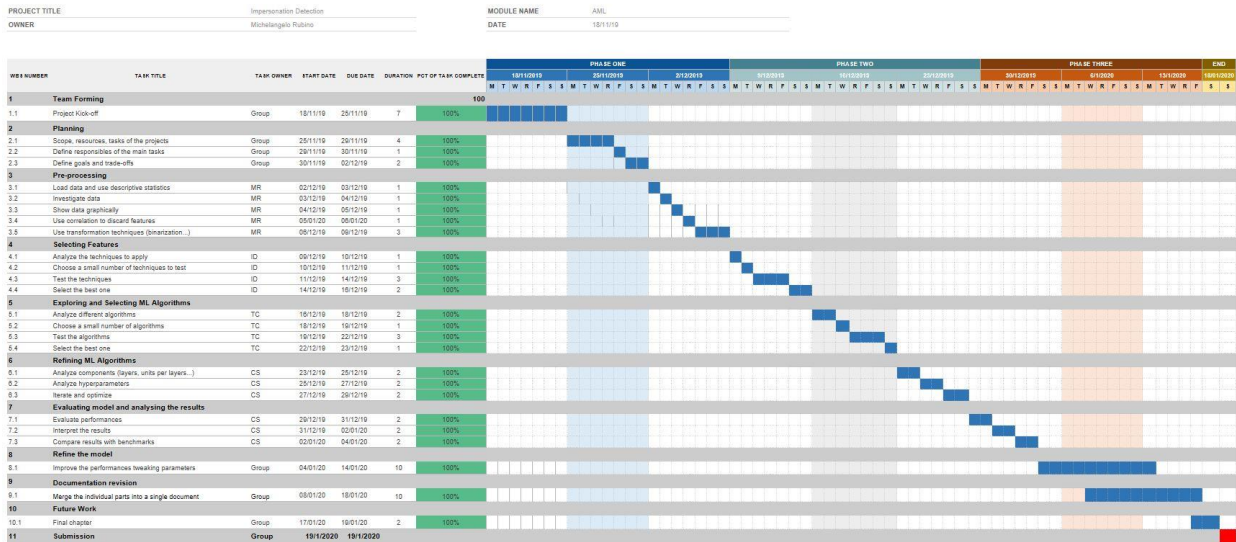 PROJECT TITLE Impersonation Detection MODULE NAME AML
OWNER Michelangelo Rubino DATE 18/11/19
PHASE ONE PHASE TWO PHASE THREE END
WBS NUMBER TASK TITLE TASK OWNER START DATE DUE DATE DURATION PCT OF TASK COMPLETE 18/11/2019 25/11/2019 2/12/2019 9/12/2019 16/12/2019 23/12/2019 30/12/2019 6/1/2020 13/1/2020 18/01/2020
M T W R F S S M T W R F S S M T W R F S S M T W R F S S M T W R F S S M T W R F S S M T W R F S S M T W R F S S M T W R F S S
1 Team Forming 100
1.1 Project Kick-off Group 18/11/19 25/11/19 7 100%
2 Planning
2.1 Scope, resources, tasks of the projects Group 25/11/19 29/11/19 4 100%
2.2 Define responsibles of the main tasks Group 29/11/19 30/11/19 1 100%
2.3 Define goals and trade-offs Group 30/11/19 02/12/19 2 100%
3 Pre-processing
3.1 Load data and use descriptive statistics MR 02/12/19 03/12/19 1 100%
3.2 Investigate data MR 03/12/19 04/12/19 1 100%
3.3 Show data graphically MR 04/12/19 05/12/19 1 100%
3.4 Use correlation to discard features MR 05/01/20 06/01/20 1 100%
3.5 Use transformation techniques (binarization...) MR 06/12/19 09/12/19 3 100%
4 Selecting Features
4.1 Analyze the techniques to apply ID 09/12/19 10/12/19 1 100%
4.2 Choose a small number of techniques to test ID 10/12/19 11/12/19 1 100%
4.3 Test the techniques ID 11/12/19 14/12/19 3 100%
4.4 Select the best one ID 14/12/19 16/12/19 2 100%
5 Exploring and Selecting ML Algorithms
5.1 Analyze different algorithms TC 16/12/19 18/12/19 2 100%
5.2 Choose a small number of algorithms TC 18/12/19 19/12/19 1 100%
5.3 Test the algorithms TC 19/12/19 22/12/19 3 100%
5.4 Select the best one TC 22/12/19 23/12/19 1 100%
6 Refining ML Algorithms
6.1 Analyze components (layers, units per layers...) CS 23/12/19 25/12/19 2 100%
6.2 Analyze hyperparameters CS 25/12/19 27/12/19 2 100%
6.3 Iterate and optimize CS 27/12/19 29/12/19 2 100%
7 Evaluating model and analysing the results
7.1 Evaluate performances CS 29/12/19 31/12/19 2 100%
7.2 Interpret the results CS 31/12/19 02/01/20 2 100%
7.3 Compare results with benchmarks CS 02/01/20 04/01/20 2 100%
8 Refine the model
8.1 Improve the performances tweaking parameters Group 04/01/20 14/01/20 10 100%
9 Documentation revision
9.1 Merge the individual parts into a single document Group 08/01/20 18/01/20 10 100%
10 Future Work
10.1 Final chapter Group 17/01/20 19/01/20 2 100%
11 Submission Group 19/1/2020 19/1/2020